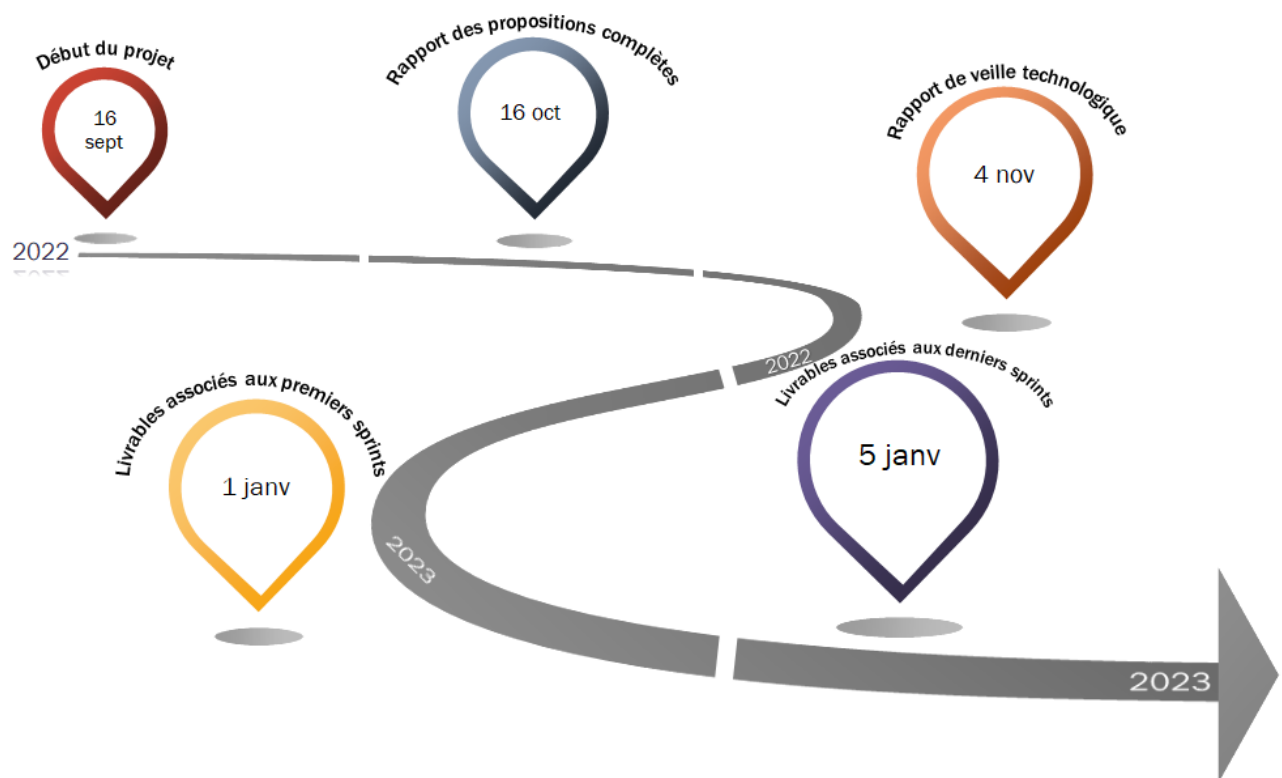 Début du projet
16
sept
Rapport des propositions complètes
16 oct
Rapport de veille technologique
4 nov
2022
2022
Livrables associés aux premiers sprints
1 janv
Livrables associés aux derniers sprints
5 janv
2023
2023